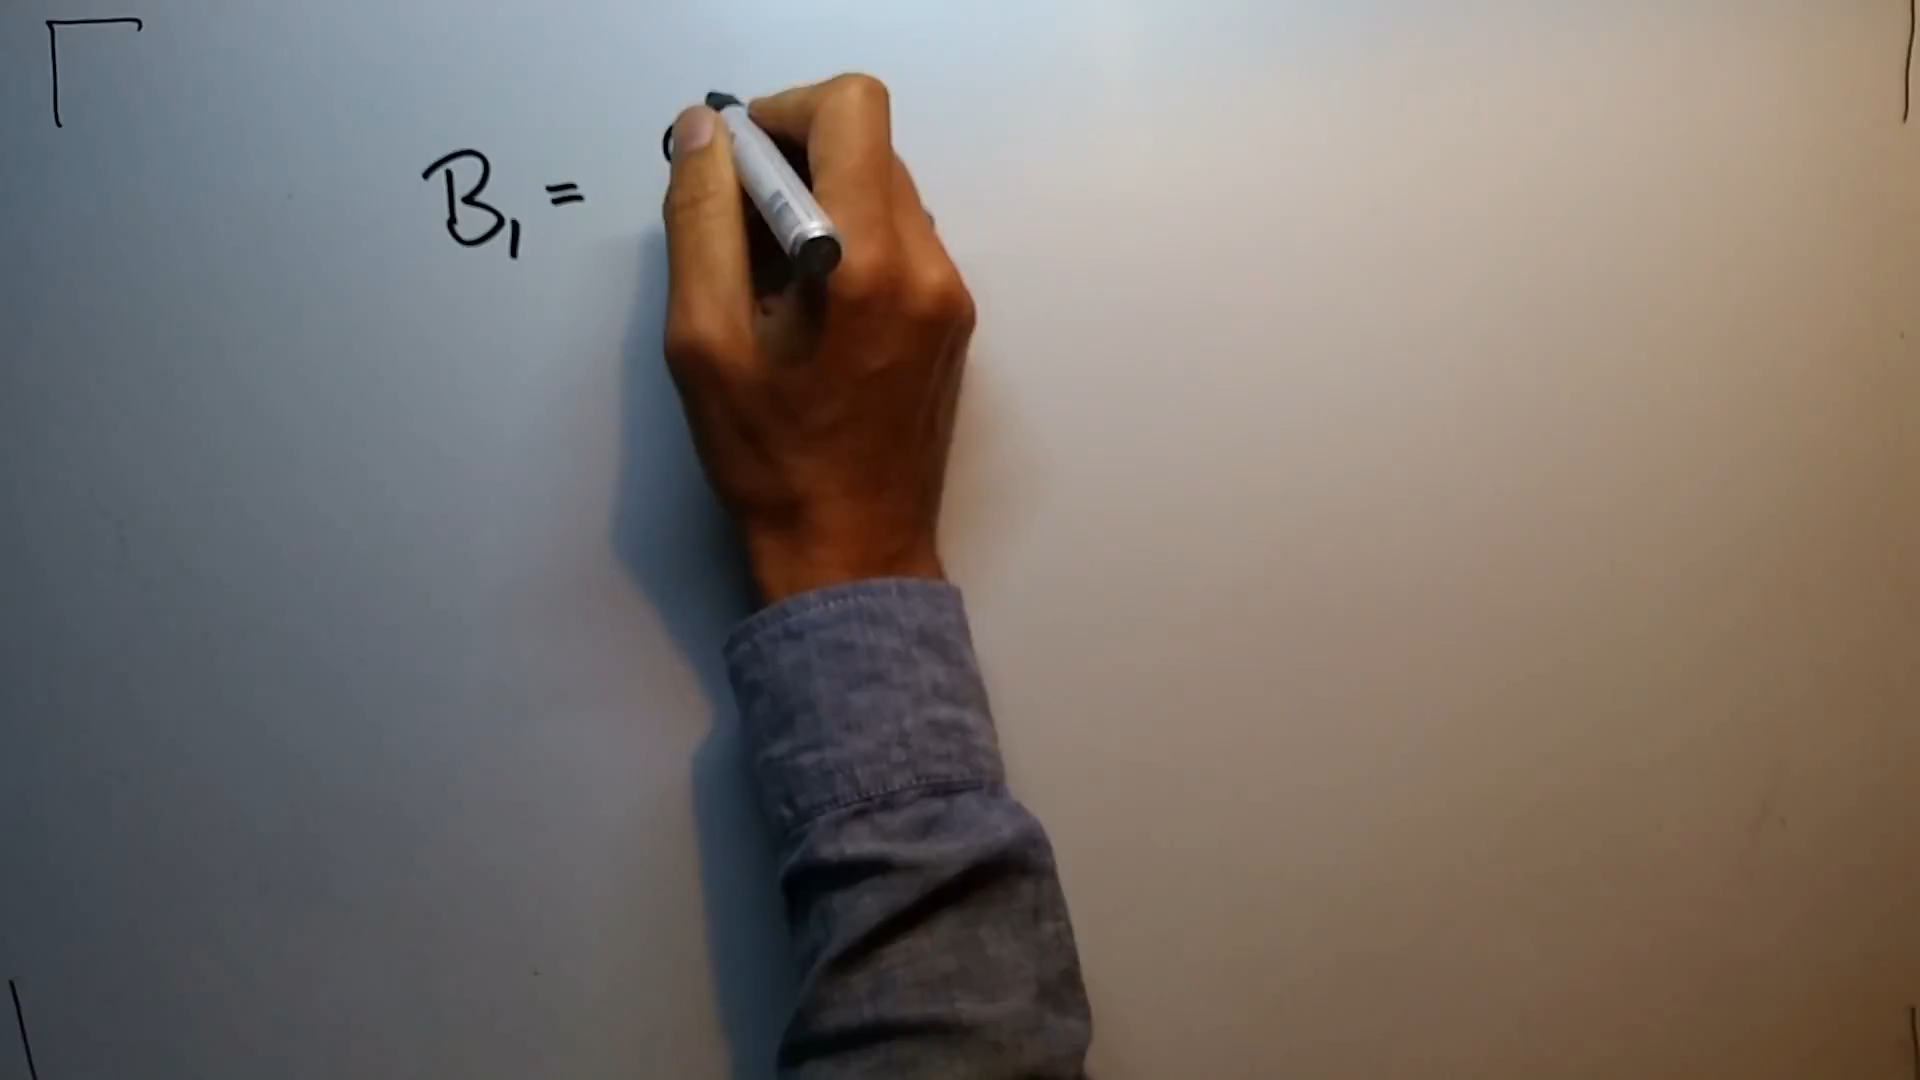 B₁ =